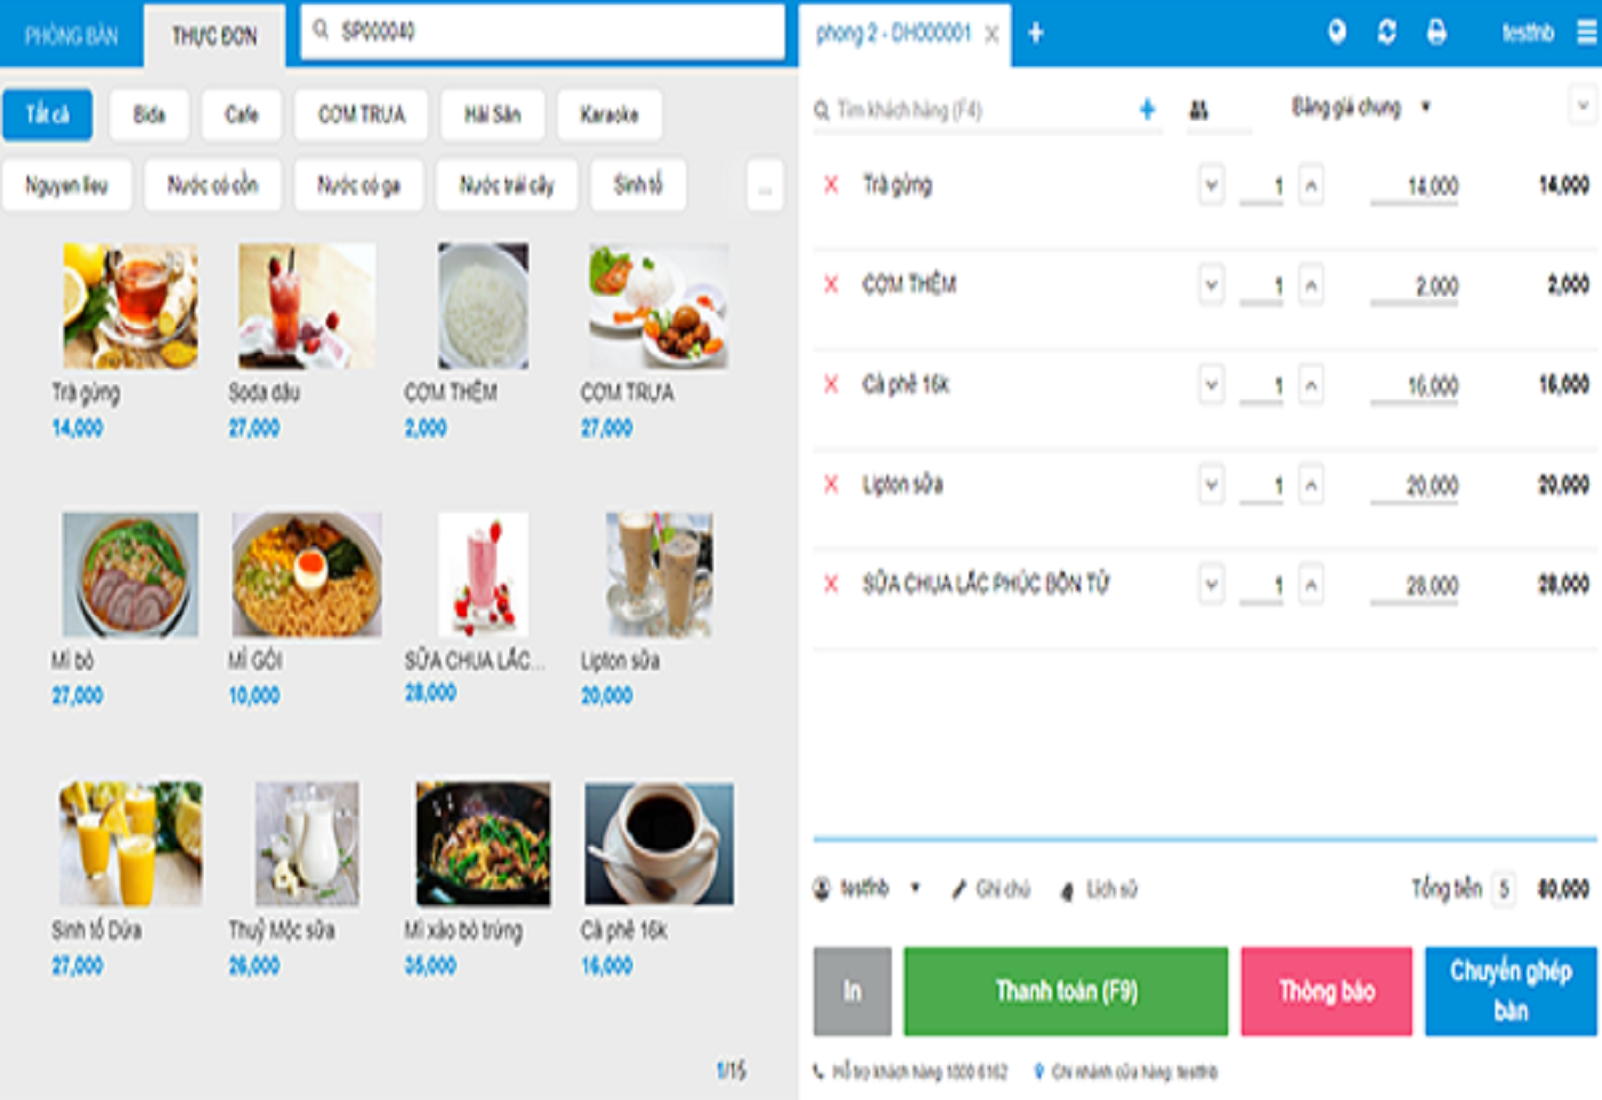 PHÒNG BÀN
THỰC ĐƠN
SP000040
Tất cả
Bida
Cafe
CƠM TRƯA
Hải Sản
Karaoke
Nguyen lieu
Nước có cồn
Nước có ga
Nước trái cây
Sinh tố
...
Trà gừng
14,000
Soda dâu
27,000
CƠM THÊM
2,000
CƠM TRƯA
27,000
Mì bò
27,000
MÌ GÓI
10,000
SỮA CHUA LẮC...
28,000
Lipton sữa
20,000
Sinh tố Dừa
27,000
Thuỷ Mộc sữa
26,000
Mì xào bò trứng
35,000
Cà phê 16k
16,000
1/15
phong 2 - DH000001
testfnb
Tìm khách hàng (F4)
Bảng giá chung
Trà gừng 1 14,000 14,000
CƠM THÊM 1 2,000 2,000
Cà phê 16k 1 16,000 16,000
Lipton sữa 1 20,000 20,000
SỮA CHUA LẮC PHÚC BỒN TỬ 1 28,000 28,000
testfnb Ghi chú Lịch sử Tổng tiền 5 80,000
In
Thanh toán (F9)
Thông báo
Chuyển ghép
bàn
Hỗ trợ khách hàng 1800 6162 Chi nhánh cửa hàng: testfnb